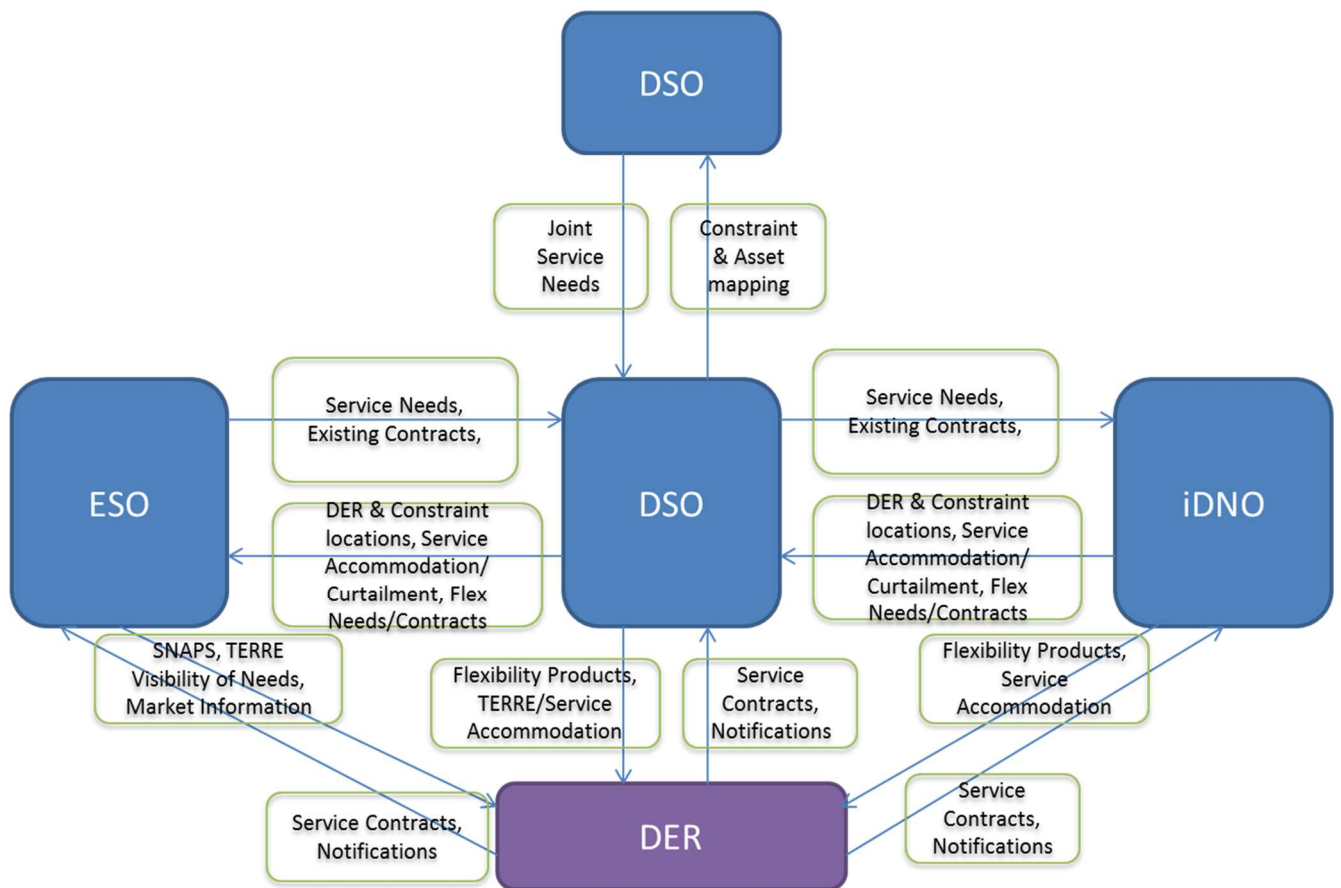 DSO
Joint
Service
Needs
Constraint
& Asset
mapping
ESO
Service Needs,
Existing Contracts,
DER & Constraint
locations, Service
Accommodation/
Curtailment, Flex
Needs/Contracts
DSO
Service Needs,
Existing Contracts,
DER & Constraint
locations, Service
Accommodation/
Curtailment, Flex
Needs/Contracts
iDNO
SNAPS, TERRE
Visibility of Needs,
Market Information
Flexibility Products,
TERRE/Service
Accommodation
Service
Contracts,
Notifications
Flexibility Products,
Service
Accommodation
Service Contracts,
Notifications
DER
Service
Contracts,
Notifications